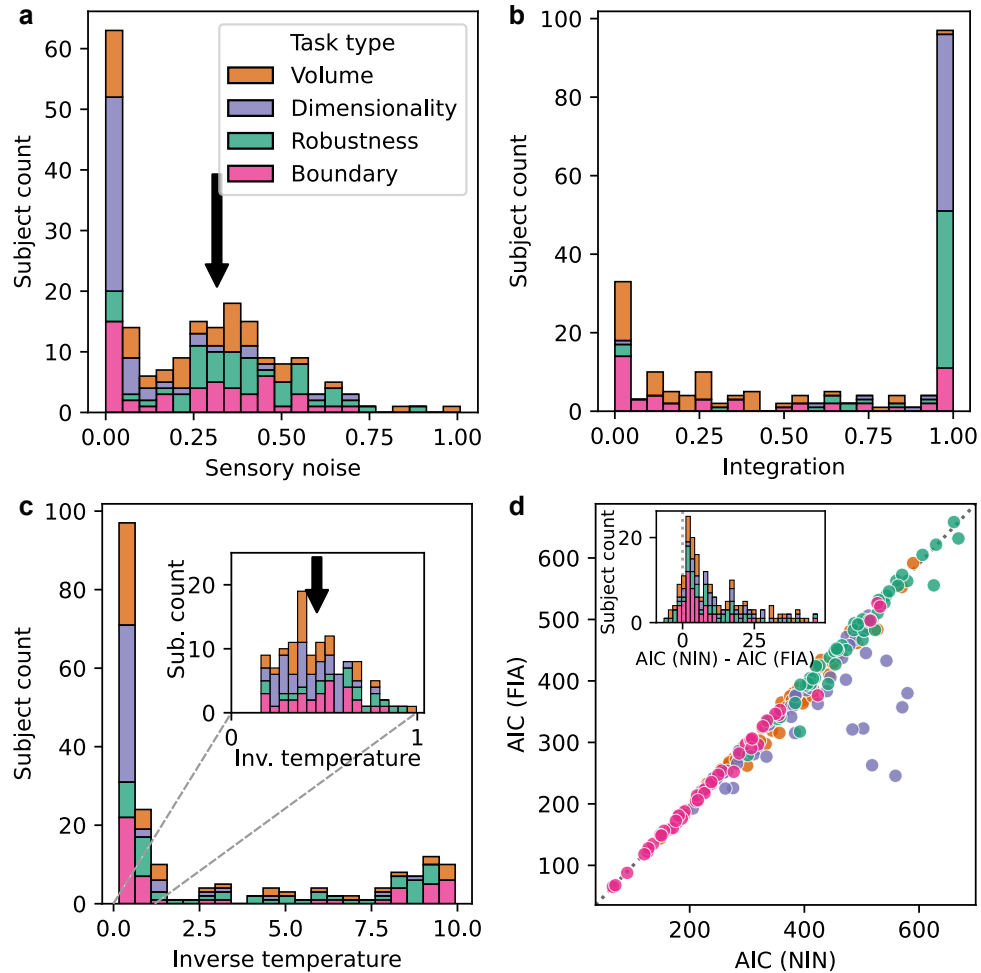 a
Subject count
60
50
40
30
20
10
0
0.00 0.25 0.50 0.75 1.00
Sensory noise
Task type
Volume
Dimensionality
Robustness
Boundary
b
Subject count
100
80
60
40
20
0
0.00 0.25 0.50 0.75 1.00
Integration
c
Subject count
100
80
60
40
20
0
0.0 2.5 5.0 7.5 10.0
Inverse temperature
Sub. count
20
10
0
0 1
Inv. temperature
d
AIC (FIA)
600
500
400
300
200
100
200 400 600
AIC (NIN)
Subject count
20
0
0 25
AIC (NIN) - AIC (FIA)